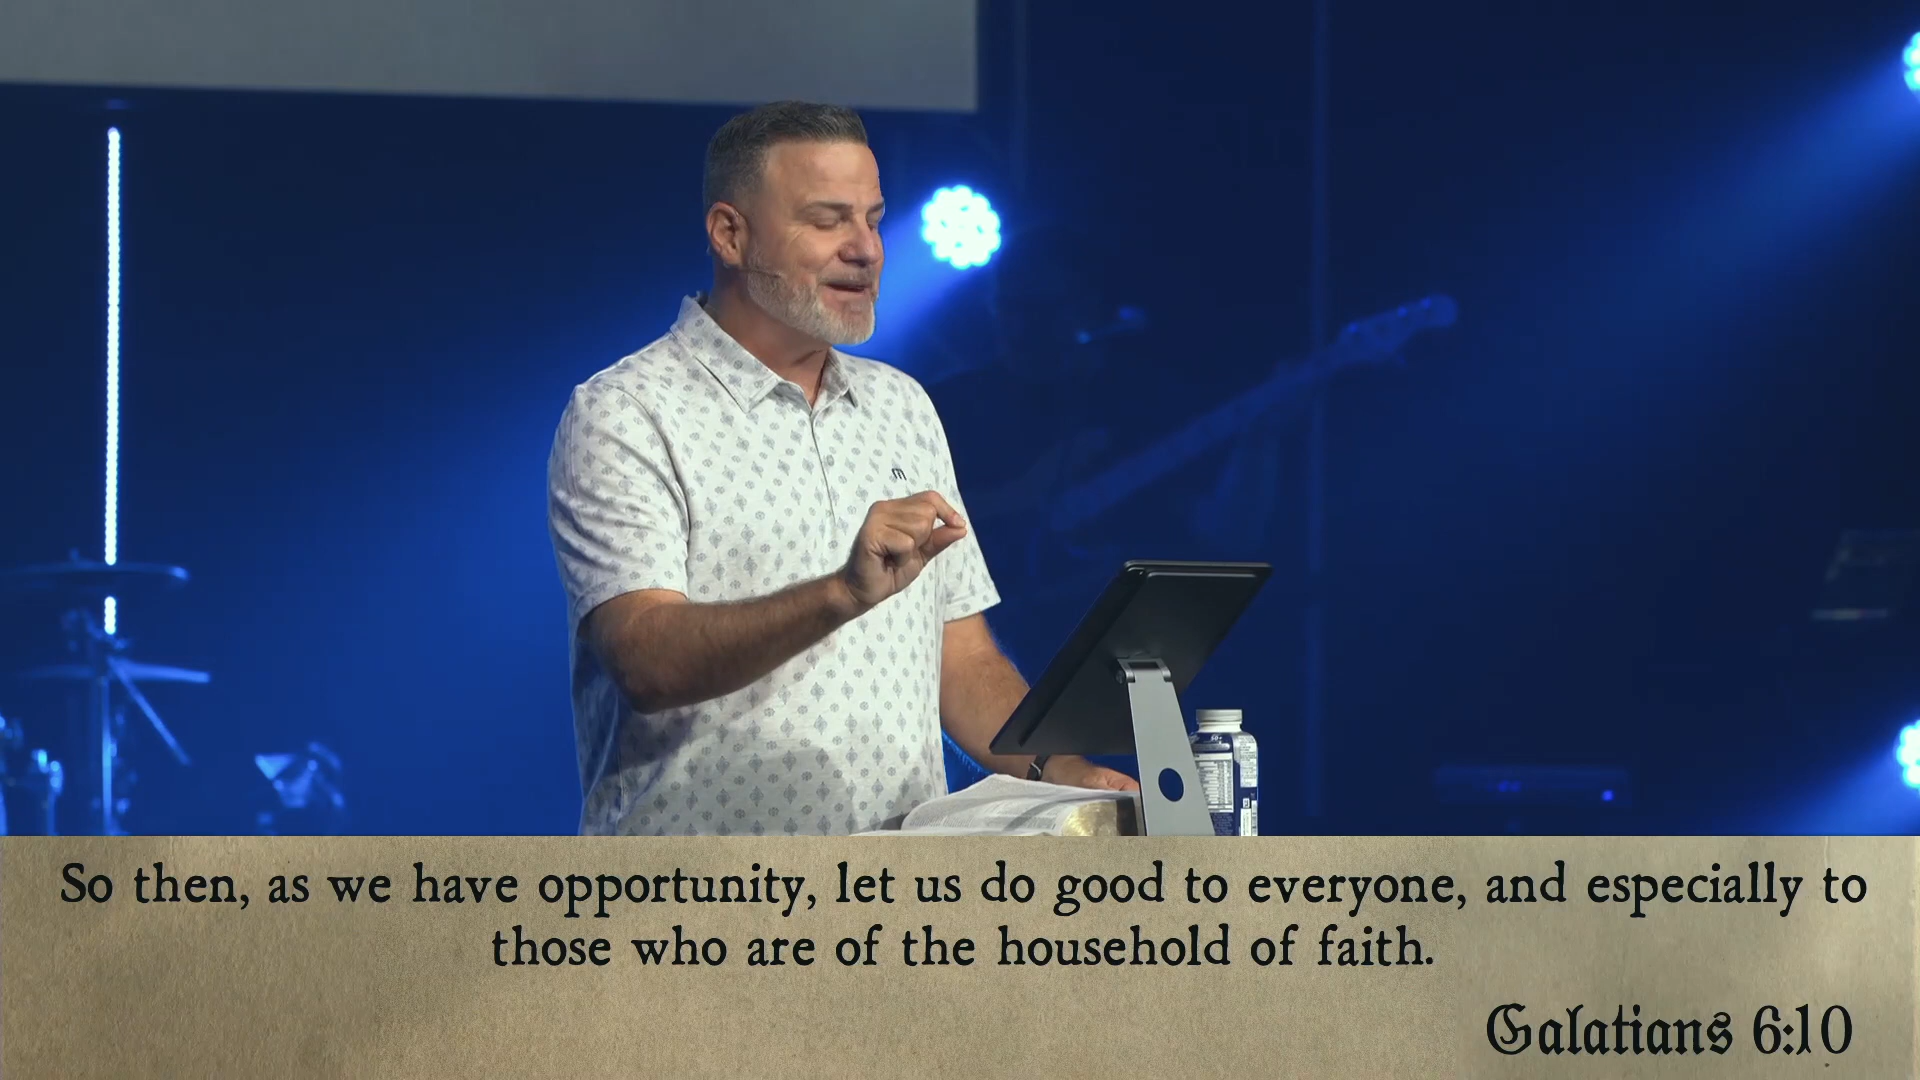 So then, as we have opportunity, let us do good to everyone, and especially to
those who are of the household of faith.
Galatians 6:10